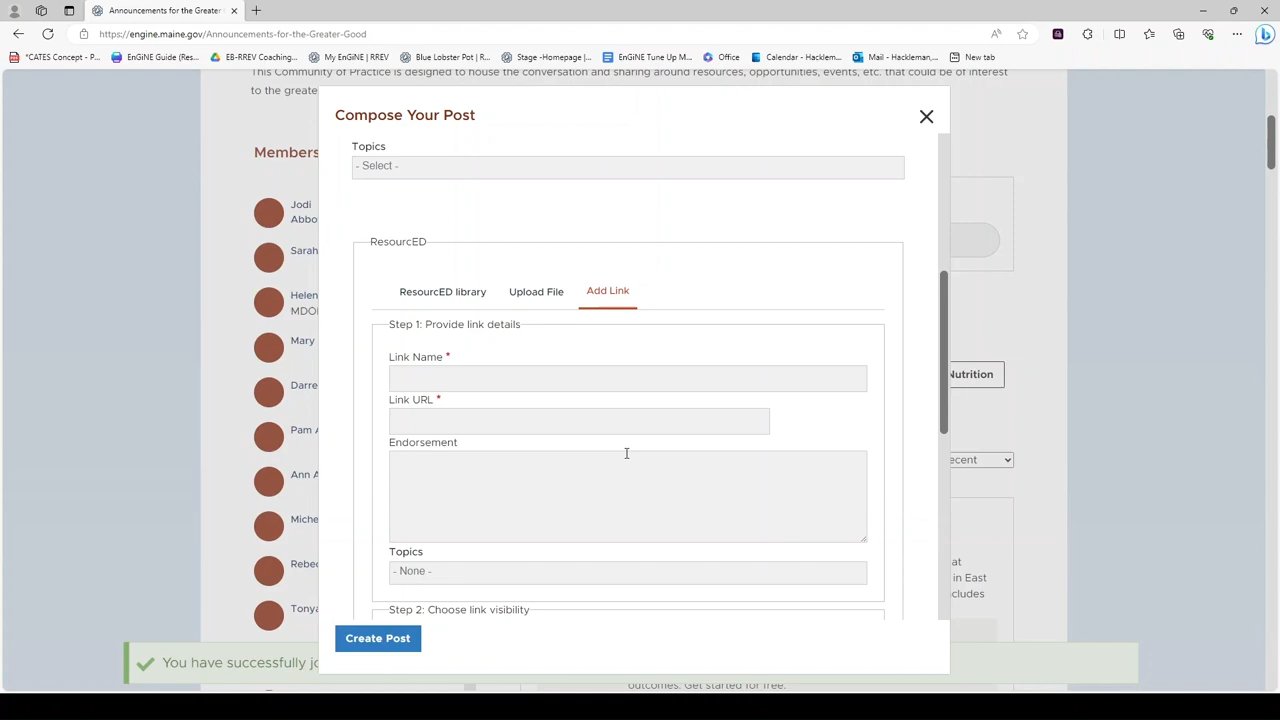 Announcements for the Greater
https://engine.maine.gov/Announcements-for-the-Greater-Good
*CATES Concept - P... EnGiNE Guide (Res... EB-RREV Coaching... My EnGiNE | RREV Blue Lobster Pot | R... Stage -Homepage |... EnGiNE Tune Up M... Office Calendar - Hacklem... Mail - Hackleman,... New tab
This Community of Practice is designed to house the conversation and sharing around resources, opportunities, events, etc. that could be of interest
to the greate
Compose Your Post
Topics
- Select -
Members
Jodi
Abbo
Sarah
Helen
MDO
Mary
Darre
Pam A
Ann A
Miche
Rebec
Tonya
ResourcED
ResourcED library Upload File Add Link
Step 1: Provide link details
Link Name *
Link URL *
Endorsement
Topics
- None -
Step 2: Choose link visibility
Create Post
Nutrition
ecent
at
in East
cludes
You have successfully jo
outcomes. Get started for free.